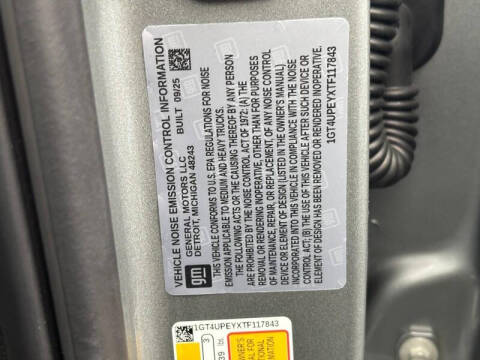 VEHICLE NOISE EMISSION CONTROL INFORMATION
GENERAL MOTORS LLC BUILT 09/25
DETROIT, MICHIGAN 48243
gm
THIS VEHICLE CONFORMS TO U.S. EPA REGULATIONS FOR NOISE
EMISSION APPLICABLE TO MEDIUM AND HEAVY TRUCKS.
THE FOLLOWING ACTS OR THE CAUSING THEREOF BY ANY PERSON
ARE PROHIBITED BY THE NOISE CONTROL ACT OF 1972: (A) THE
REMOVAL OR RENDERING INOPERATIVE, OTHER THAN FOR PURPOSES
OF MAINTENANCE, REPAIR, OR REPLACEMENT, OF ANY NOISE CONTROL
DEVICE OR ELEMENT OF DESIGN (LISTED IN THE OWNER'S MANUAL)
INCORPORATED INTO THIS VEHICLE IN COMPLIANCE WITH THE NOISE
CONTROL ACT; (B) THE USE OF THIS VEHICLE AFTER SUCH DEVICE OR
ELEMENT OF DESIGN HAS BEEN REMOVED OR RENDERED INOPERATIVE.
1GT4UPEYXTF117843
1GT4UPEYXTF117843
3
39 lbs.